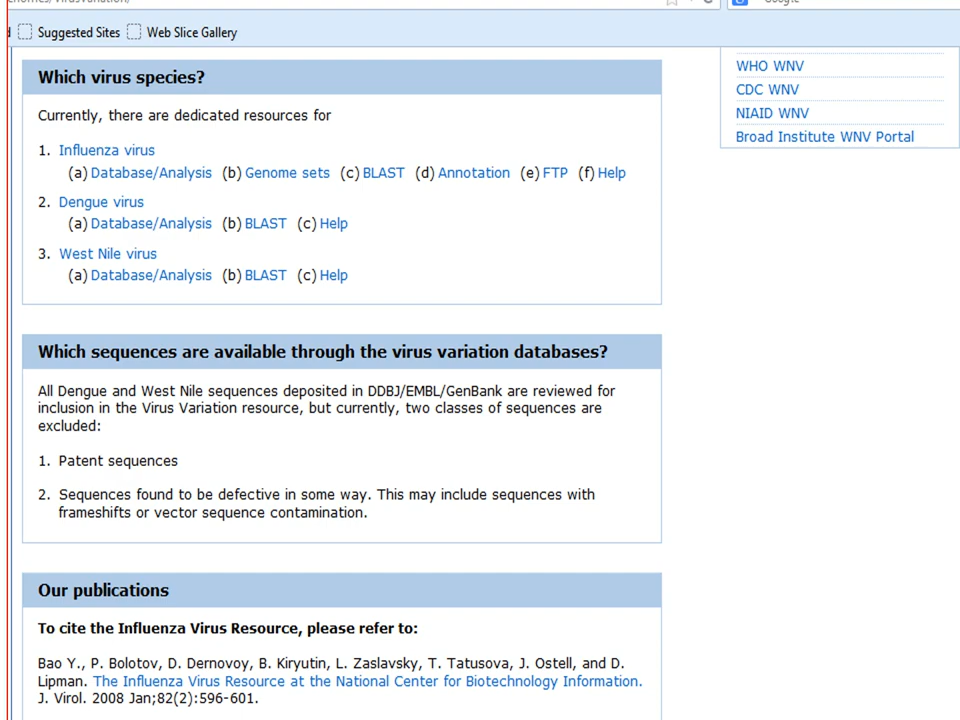 Suggested Sites Web Slice Gallery
Which virus species?
Currently, there are dedicated resources for
1. Influenza virus
(a) Database/Analysis (b) Genome sets (c) BLAST (d) Annotation (e) FTP (f) Help
2. Dengue virus
(a) Database/Analysis (b) BLAST (c) Help
3. West Nile virus
(a) Database/Analysis (b) BLAST (c) Help
Which sequences are available through the virus variation databases?
All Dengue and West Nile sequences deposited in DDBJ/EMBL/GenBank are reviewed for
inclusion in the Virus Variation resource, but currently, two classes of sequences are
excluded:
1. Patent sequences
2. Sequences found to be defective in some way. This may include sequences with
frameshifts or vector sequence contamination.
Our publications
To cite the Influenza Virus Resource, please refer to:
Bao Y., P. Bolotov, D. Dernovoy, B. Kiryutin, L. Zaslavsky, T. Tatusova, J. Ostell, and D.
Lipman. The Influenza Virus Resource at the National Center for Biotechnology Information.
J. Virol. 2008 Jan;82(2):596-601.
WHO WNV
CDC WNV
NIAID WNV
Broad Institute WNV Portal